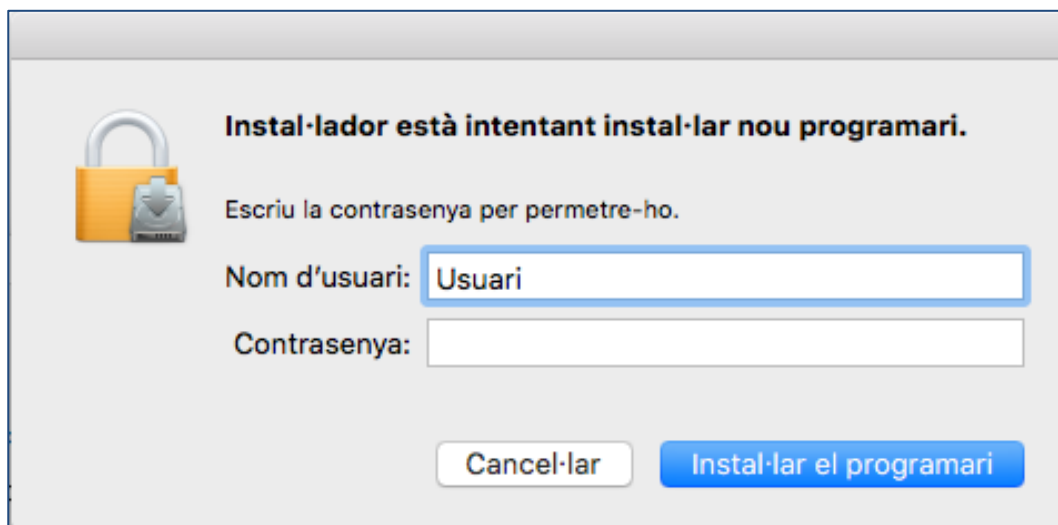 Instal·lador està intentant instal·lar nou programari.
Escriu la contrasenya per permetre-ho.
Nom d'usuari: Usuari
Contrasenya:
Cancel·lar Instal·lar el programari